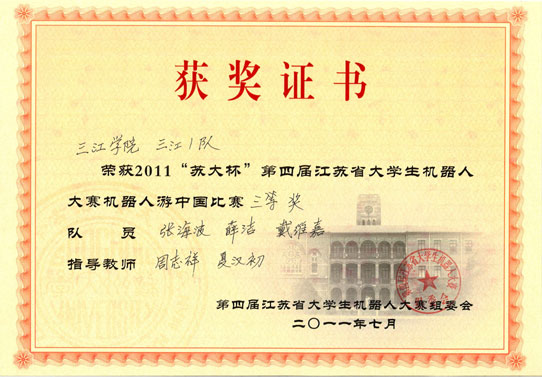 获奖证书
三江学院 三江1队
荣获2011“苏大杯”第四届江苏省大学生机器人
大赛机器人游中国比赛 三等 奖
队 员 张海波 薛洁 戴维嘉
指导教师 周志祥 夏汉初
第四届江苏省大学生机器人大赛组委会
二〇一一年七月